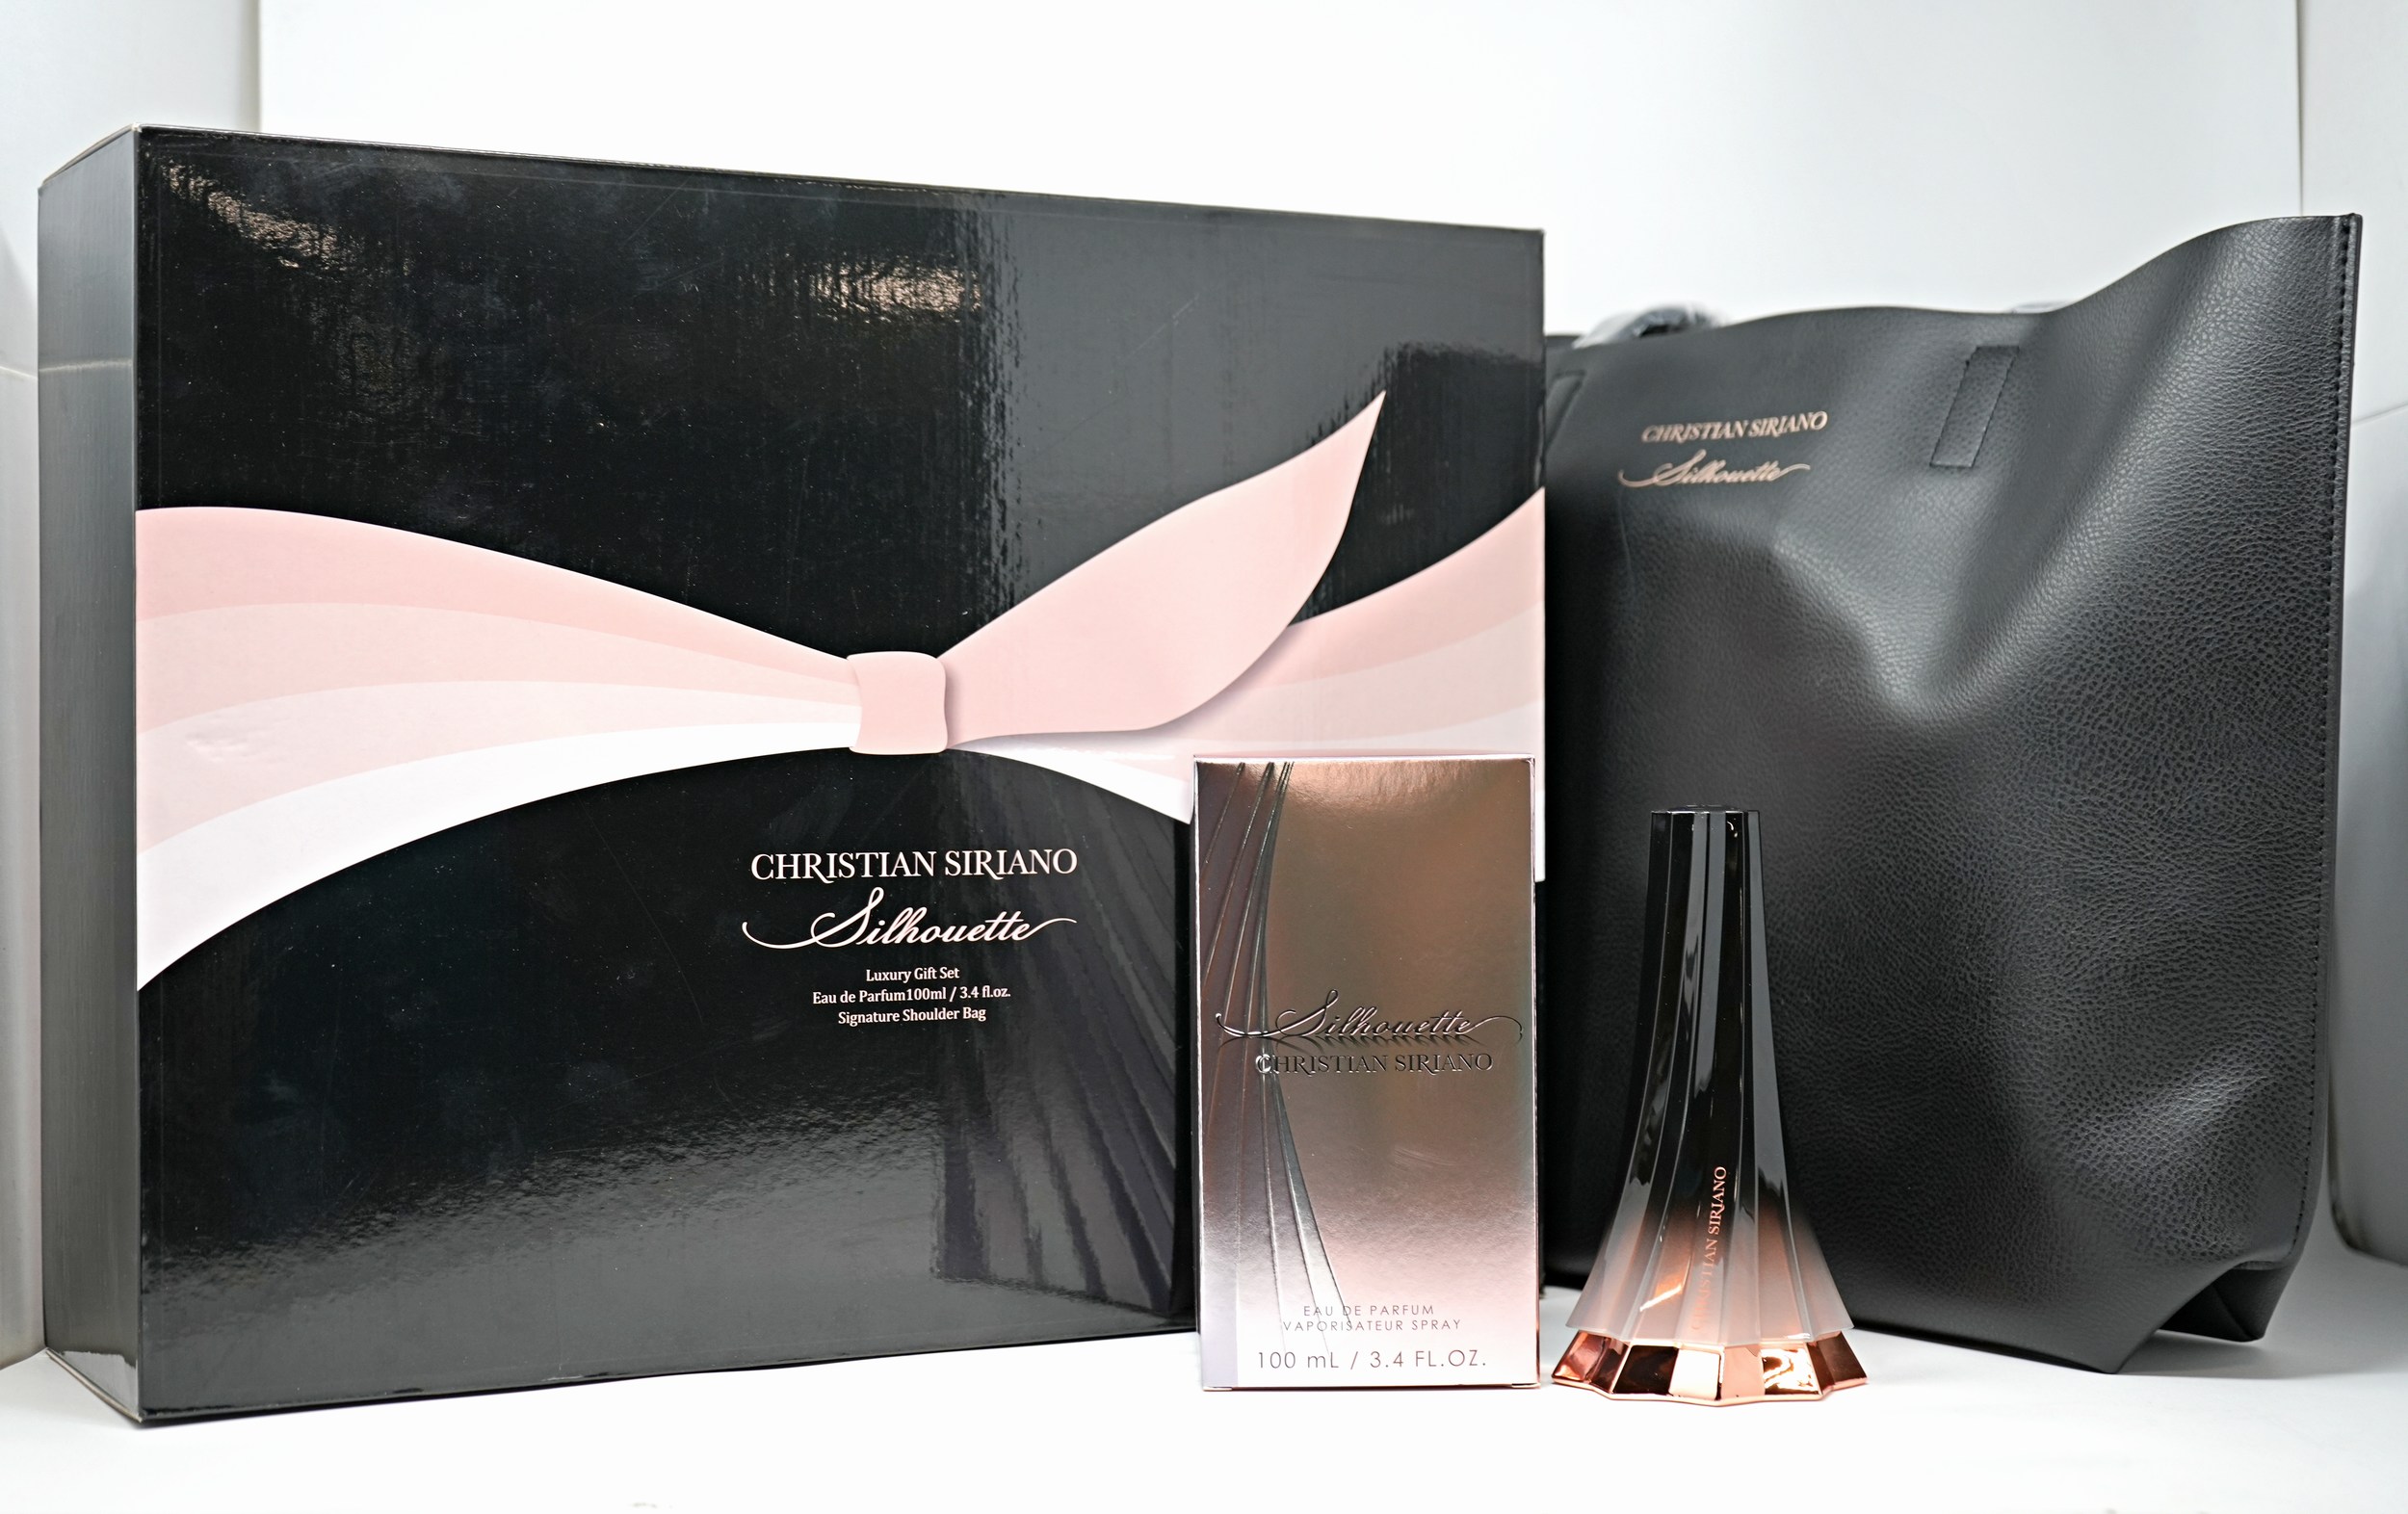 CHRISTIAN SIRIANO
Silhouette
Luxury Gift Set
Eau de Parfum100ml / 3.4 fl.oz.
Signature Shoulder Bag
Silhouette
CHRISTIAN SIRIANO
EAU DE PARFUM
VAPORISATEUR SPRAY
100 mL / 3.4 FL.OZ.
CHRISTIAN SIRIANO
CHRISTIAN SIRIANO
Silhouette